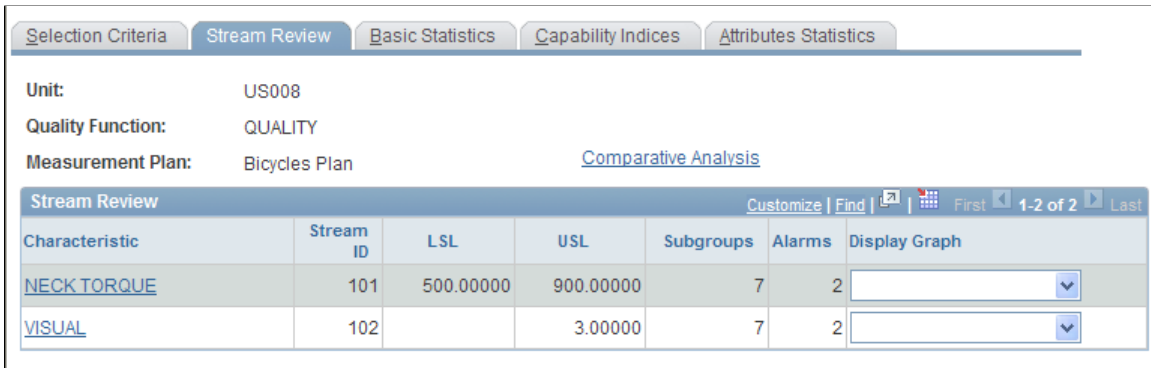 Selection Criteria Stream Review Basic Statistics Capability Indices Attributes Statistics
Unit: US008
Quality Function: QUALITY
Measurement Plan: Bicycles Plan Comparative Analysis
Stream Review Customize | Find | | First 1-2 of 2 Last
Characteristic Stream ID LSL USL Subgroups Alarms Display Graph
NECK TORQUE 101 500.00000 900.00000 7 2
VISUAL 102 3.00000 7 2